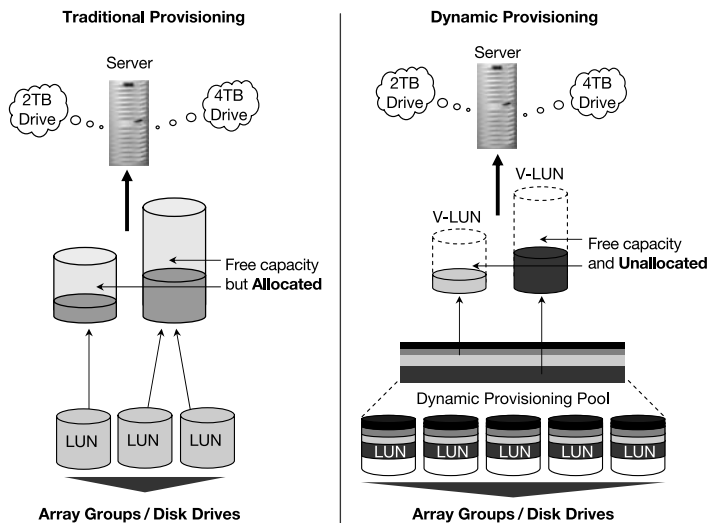 Traditional Provisioning
Server
2TB
Drive
4TB
Drive
Free capacity
but Allocated
LUN
LUN
LUN
Array Groups / Disk Drives
Dynamic Provisioning
Server
2TB
Drive
4TB
Drive
V-LUN
V-LUN
Free capacity
and Unallocated
Dynamic Provisioning Pool
LUN
LUN
LUN
LUN
LUN
Array Groups / Disk Drives